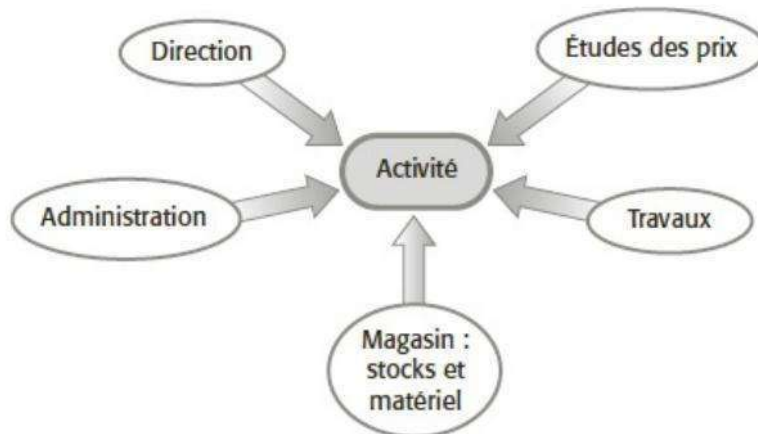 Direction
Études des prix
Activité
Administration
Travaux
Magasin :
stocks et
matériel